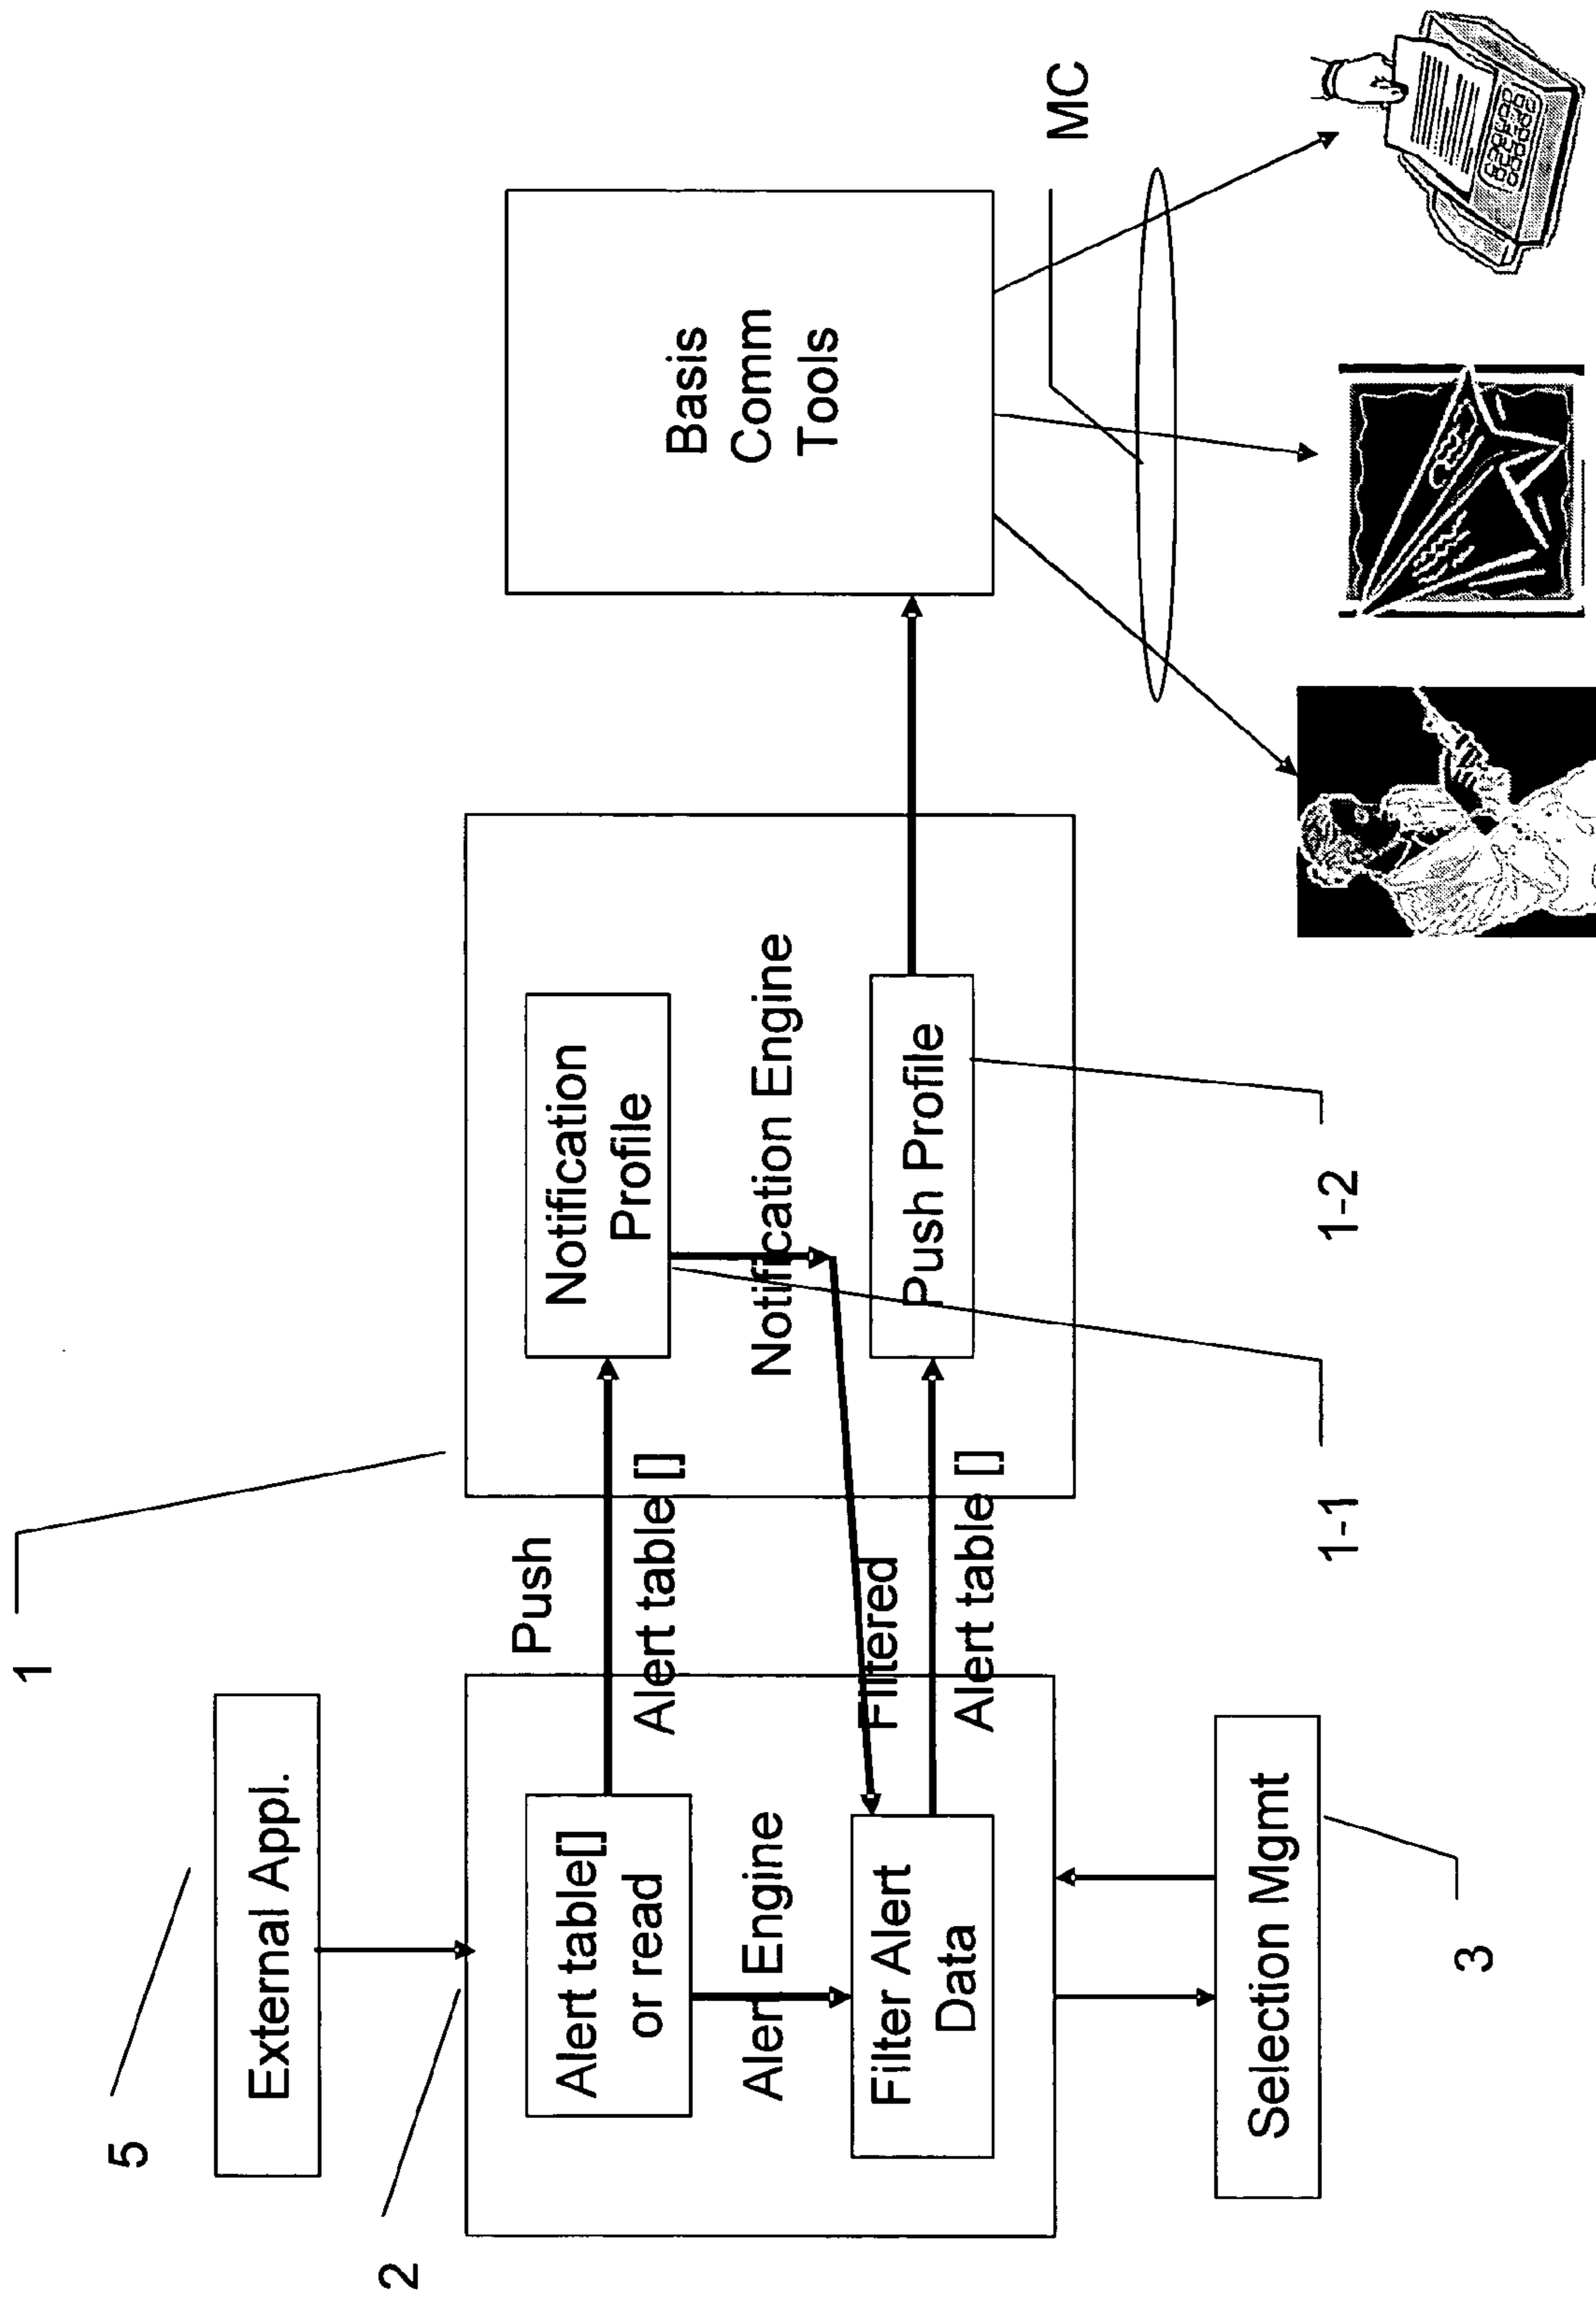 5
External Appl.
1
2
Push
Alert table[]
or read
Alert table []
Notification
Profile
Alert Engine
Notification Engine
Filtered
Filter Alert
Data
Alert table []
Push Profile
Basis
Comm
Tools
MC
Selection Mgmt
3
1-1
1-2